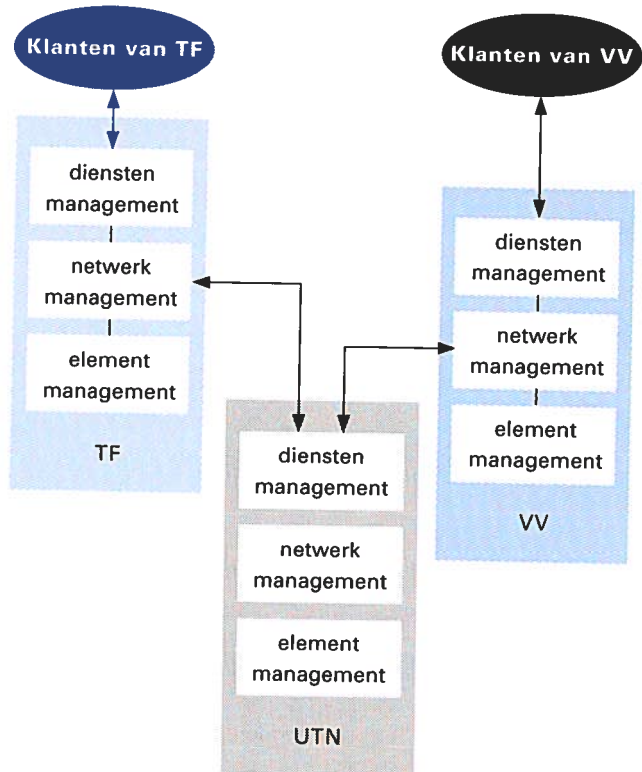 Klanten van TF
Klanten van VV
diensten
management
netwerk
management
element
management
TF
diensten
management
netwerk
management
element
management
VV
diensten
management
netwerk
management
element
management
UTN